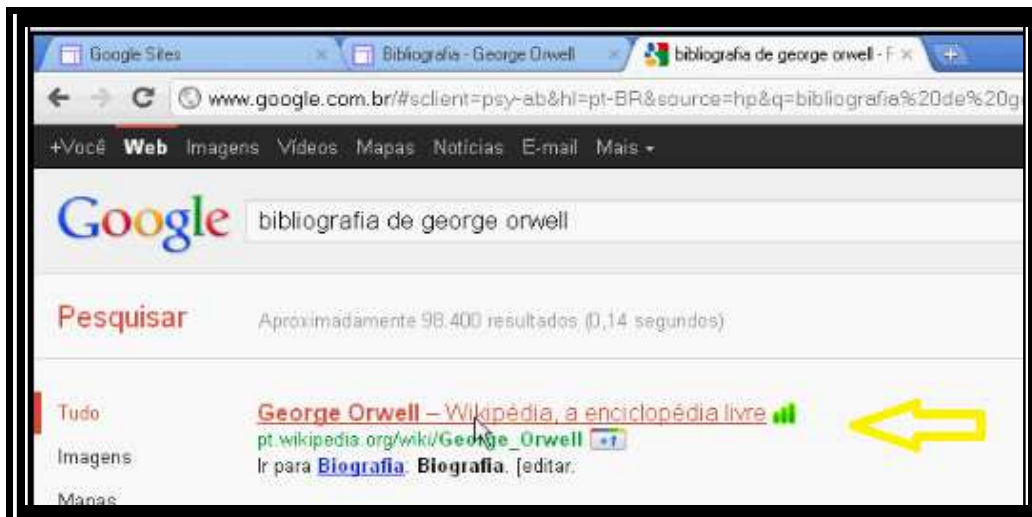 Google Sites
Bibliografia - George Orwell
bibliografia de george orwell - F
www.google.com.br/#sclient=psy-ab&hl=pt-BR&source=hp&q=bibliografia%20de%20g
+Você Web Imagens Vídeos Mapas Notícias E-mail Mais
Google bibliografia de george orwell
Pesquisar Aproximadamente 98.400 resultados (0,14 segundos)
Tudo
George Orwell – Wikipédia, a enciclopédia livre
pt.wikipedia.org/wiki/George_Orwell +1
Imagens
Ir para Biografia: Biografia. [editar.
Mapas